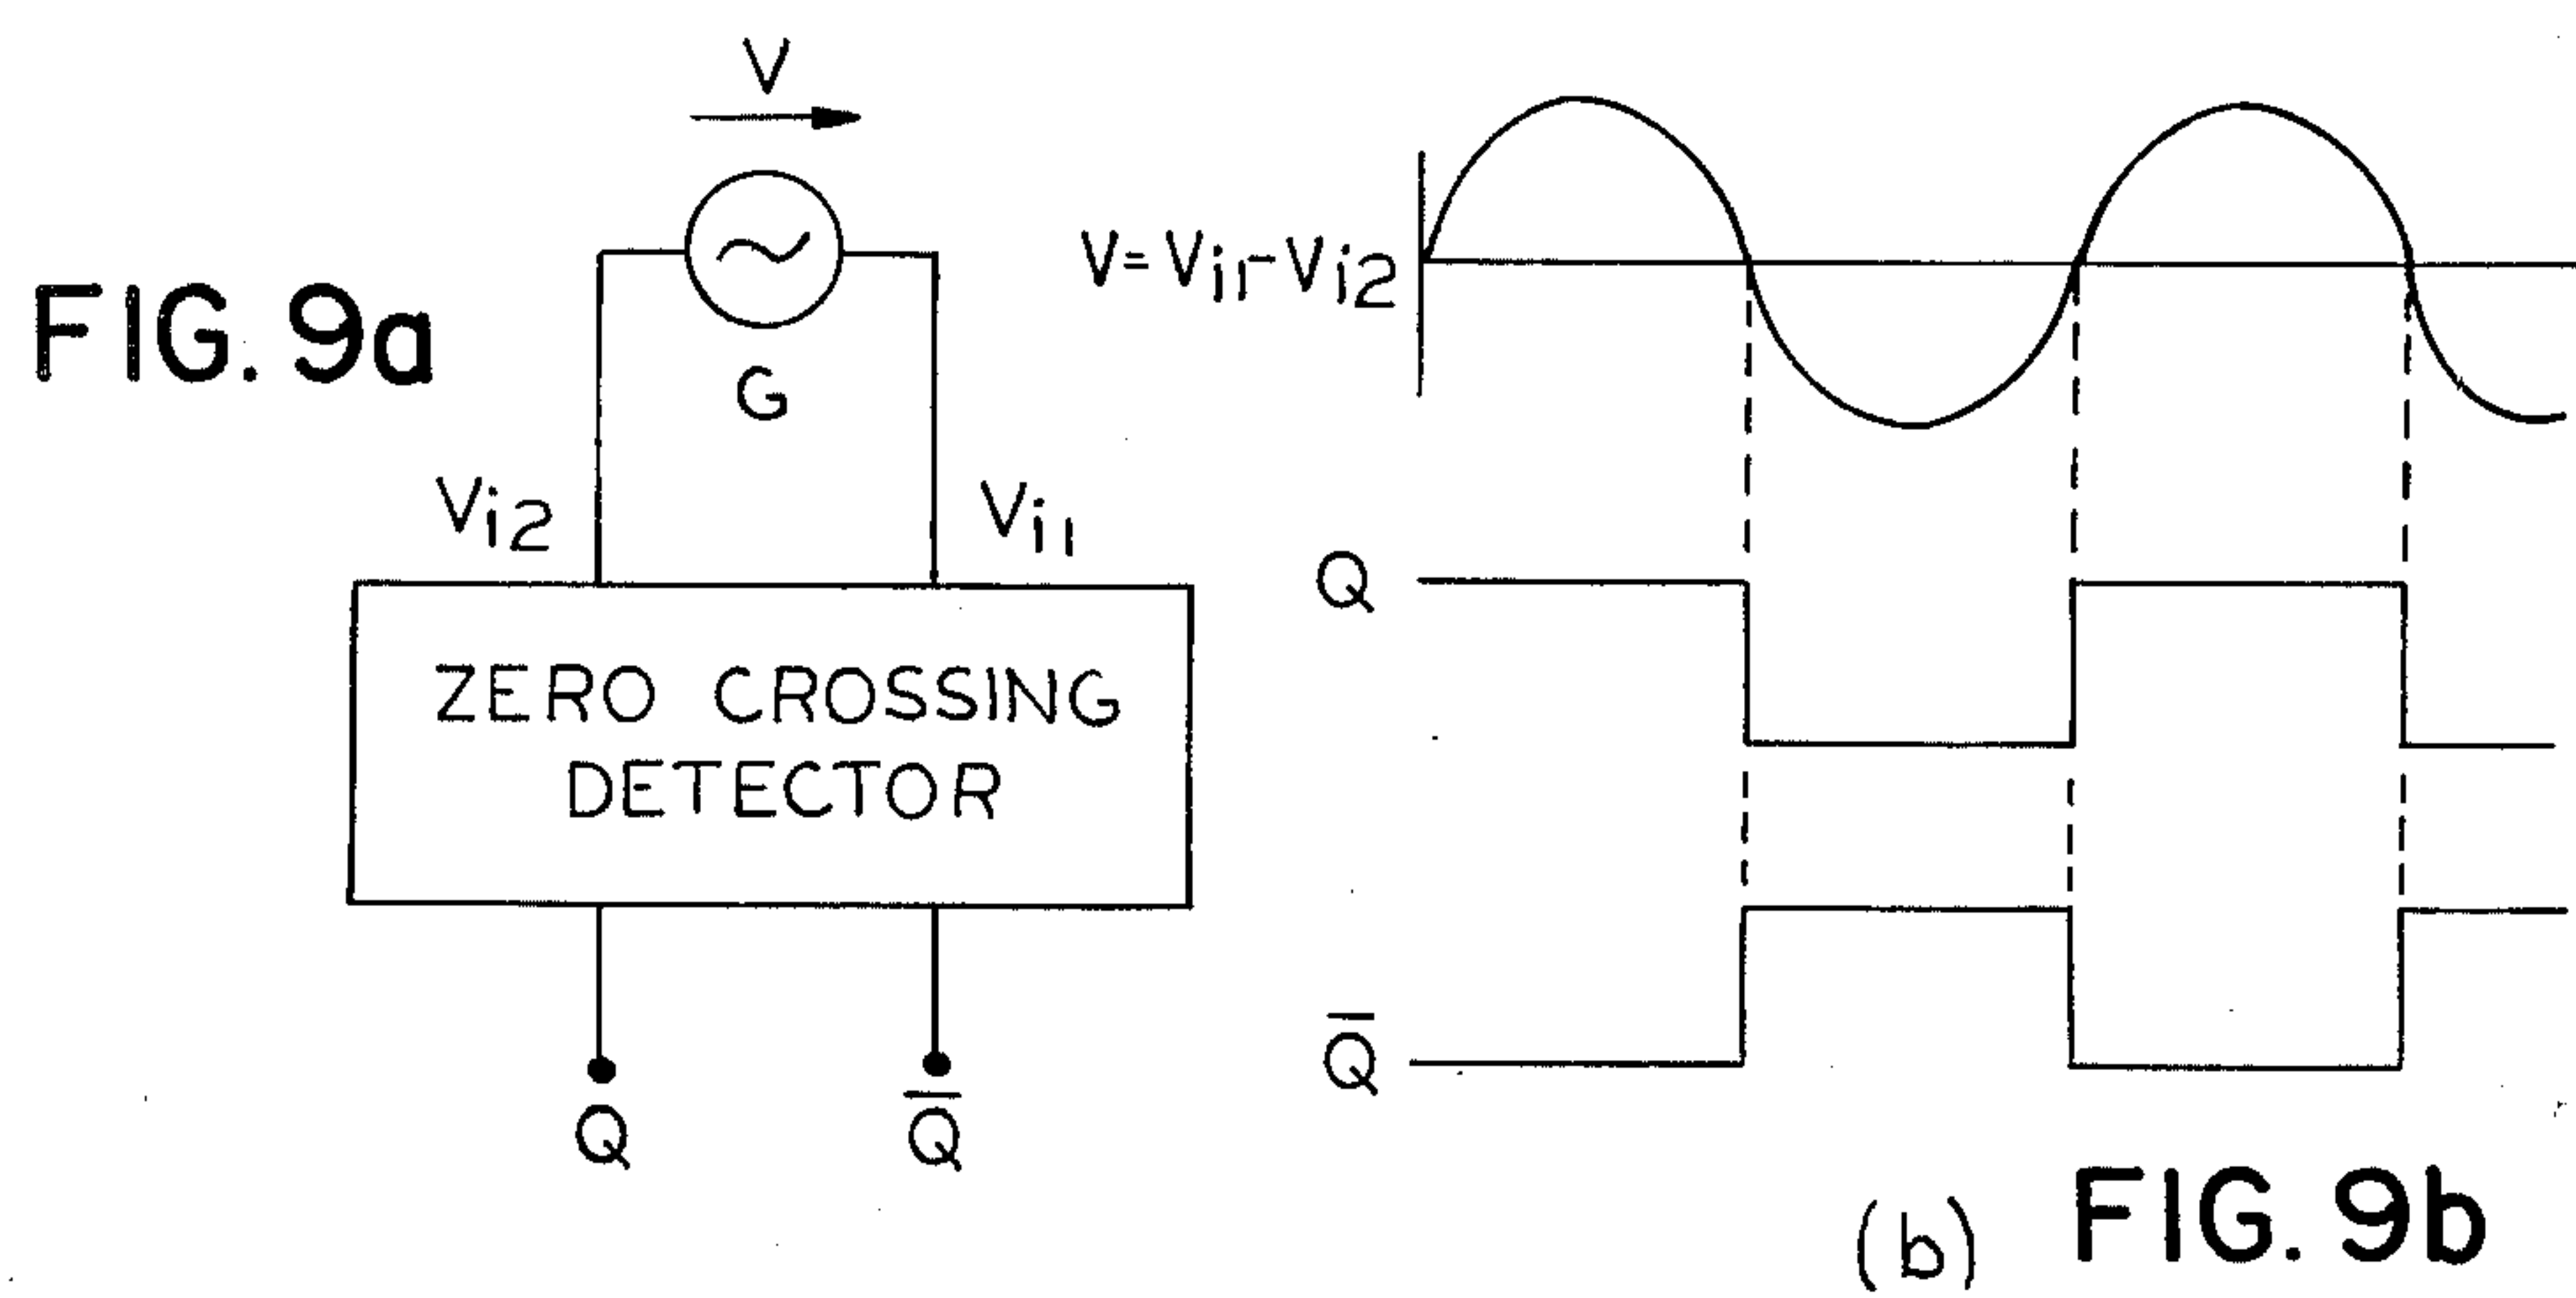 V
FIG. 9a
G
Vi2
Vi1
ZERO CROSSING
DETECTOR
Q
Q̅
V=Vi1-Vi2
Q
Q̅
(b) FIG. 9b